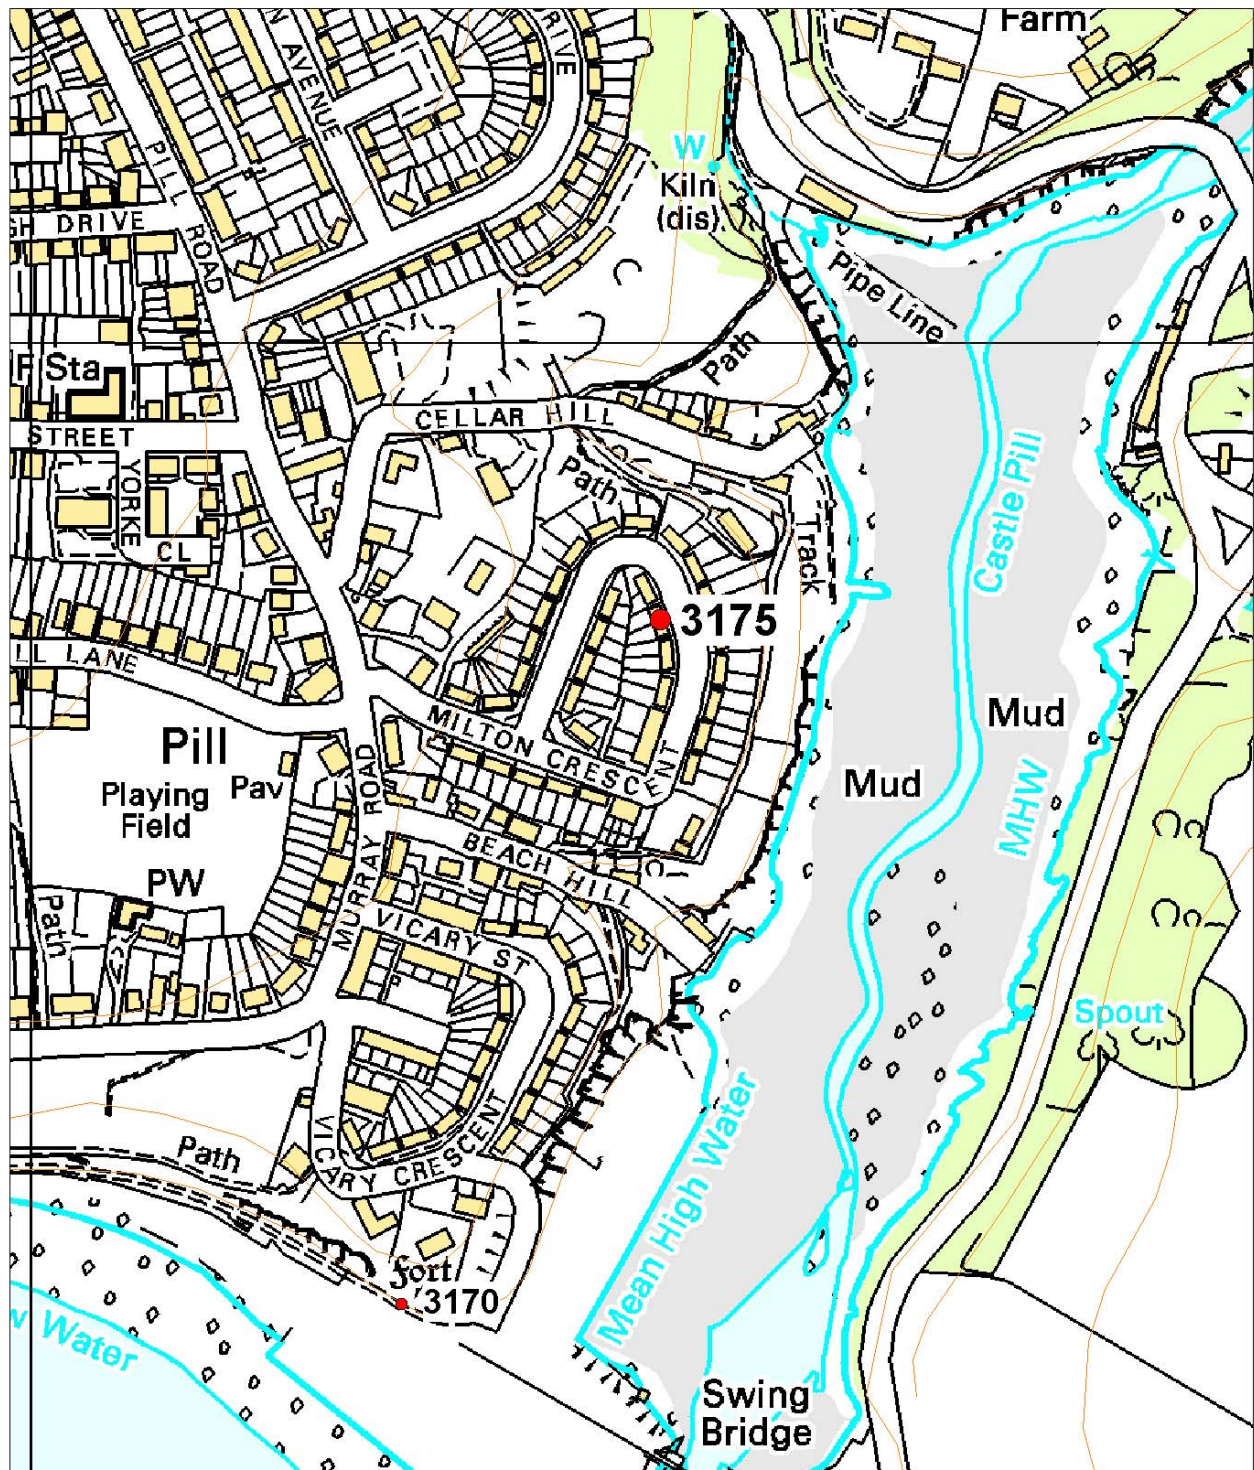 Farm
DRIVE
AVENUE
PILL ROAD
W
Kiln
(dis)
DRIVE
Pipe Line
Path
Sta
CELLAR HILL
STREET
YORKE
CL
Path
Track
Castle Pill
3175
LANE
MILTON CRESCENT
Mud
Pill
Playing
Field
Pav
MURRAY ROAD
Mud
MHW
BEACH HILL
PW
Path
VICARY ST
Spout
Mean High Water
VICARY CRESCENT
Path
fort
3170
Water
Swing
Bridge